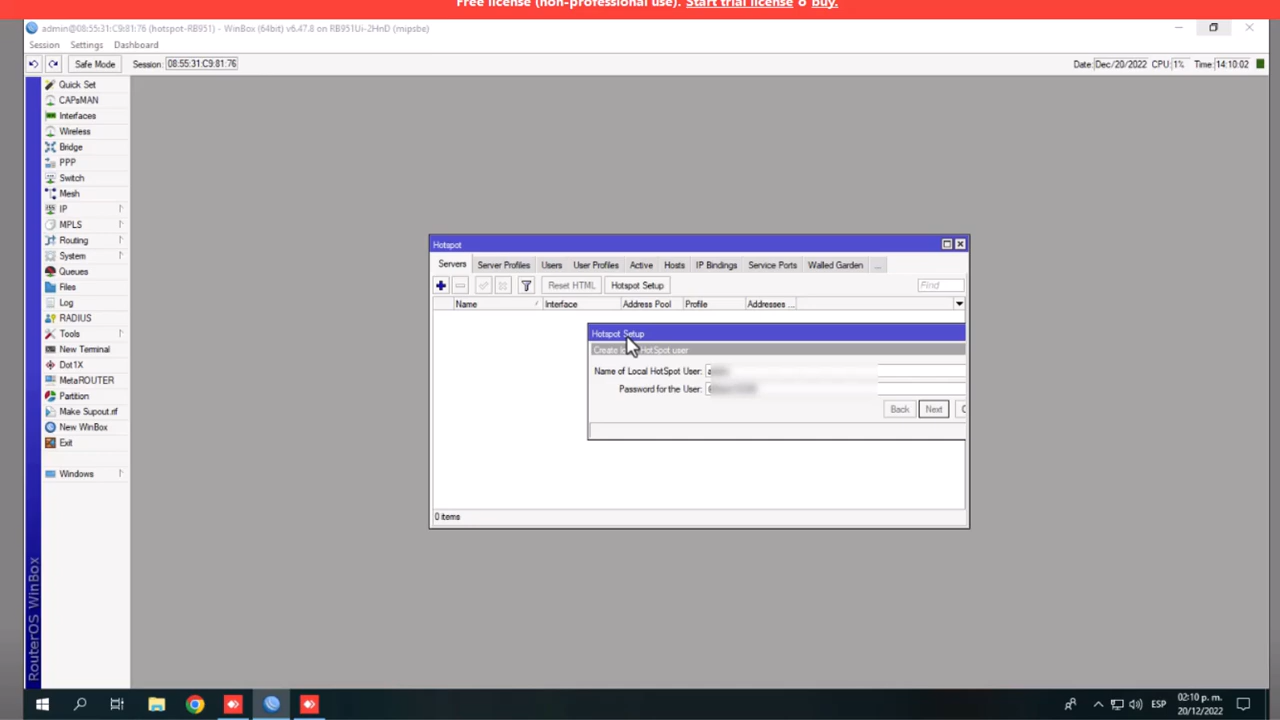 Free license (non-professional use). Start trial license o buy.
admin@08:55:31:C9:81:76 (hotspot-RB951) - WinBox (64bit) v6.47.8 on RB951Ui-2HnD (mipsbe)
Session Settings Dashboard
Safe Mode Session: 08:55:31:C9:81:76 Date: Dec/20/2022 CPU: 1% Time: 14:10:02
Quick Set
CAPsMAN
Interfaces
Wireless
Bridge
PPP
Switch
Mesh
IP
MPLS
Routing
System
Queues
Files
Log
RADIUS
Tools
New Terminal
Dot1X
MetaROUTER
Partition
Make Supout.rif
New WinBox
Exit
Windows
RouterOS WinBox
Hotspot
Servers Server Profiles Users User Profiles Active Hosts IP Bindings Service Ports Walled Garden ...
Reset HTML Hotspot Setup Find
Name Interface Address Pool Profile Addresses ...
Hotspot Setup
Create HotSpot user
Name of Local HotSpot User:
Password for the User:
Back Next
0 items
ESP
02:10 p. m.
20/12/2022